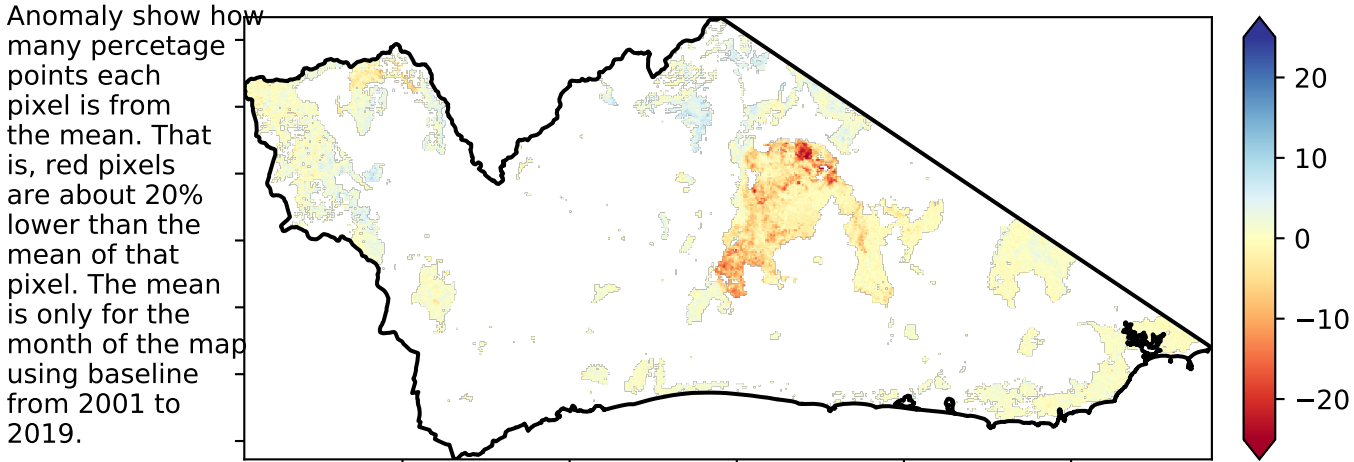 Anomaly show how
many percetage
points each
pixel is from
the mean. That
is, red pixels
are about 20%
lower than the
mean of that
pixel. The mean
is only for the
month of the map
using baseline
from 2001 to
2019.
20
10
0
−10
−20